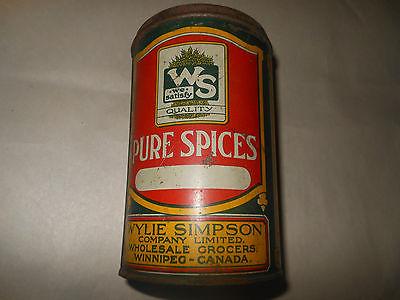 WS
"we satisfy"
QUALITY
PURE SPICES
WYLIE SIMPSON
COMPANY LIMITED.
WHOLESALE GROCERS.
WINNIPEG - CANADA.